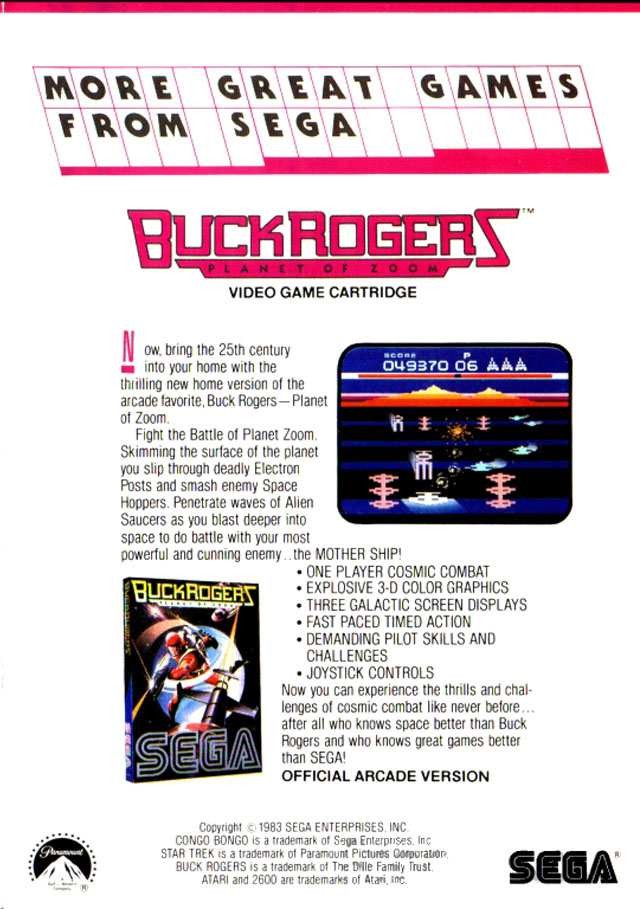 MORE GREAT GAMES
FROM SEGA
BUCKROGERS™
PLANET OF ZOOM
VIDEO GAME CARTRIDGE
Now, bring the 25th century
into your home with the
thrilling new home version of the
arcade favorite, Buck Rogers—Planet
of Zoom.
Fight the Battle of Planet Zoom.
Skimming the surface of the planet
you slip through deadly Electron
Posts and smash enemy Space
Hoppers. Penetrate waves of Alien
Saucers as you blast deeper into
space to do battle with your most
powerful and cunning enemy...the MOTHER SHIP!
SCORE P
049370 06
• ONE PLAYER COSMIC COMBAT
• EXPLOSIVE 3-D COLOR GRAPHICS
• THREE GALACTIC SCREEN DISPLAYS
• FAST PACED TIMED ACTION
• DEMANDING PILOT SKILLS AND
CHALLENGES
• JOYSTICK CONTROLS
BUCKROGERS
PLANET OF ZOOM
SEGA
BUCKROGERS
SEGA
Now you can experience the thrills and chal-
lenges of cosmic combat like never before...
after all who knows space better than Buck
Rogers and who knows great games better
than SEGA!
OFFICIAL ARCADE VERSION
Copyright © 1983 SEGA ENTERPRISES, INC.
CONGO BONGO is a trademark of Sega Enterprises, Inc.
STAR TREK is a trademark of Paramount Pictures Corporation.
BUCK ROGERS is a trademark of The Dille Family Trust.
ATARI and 2600 are trademarks of Atari, Inc.
Paramount
®
SEGA®